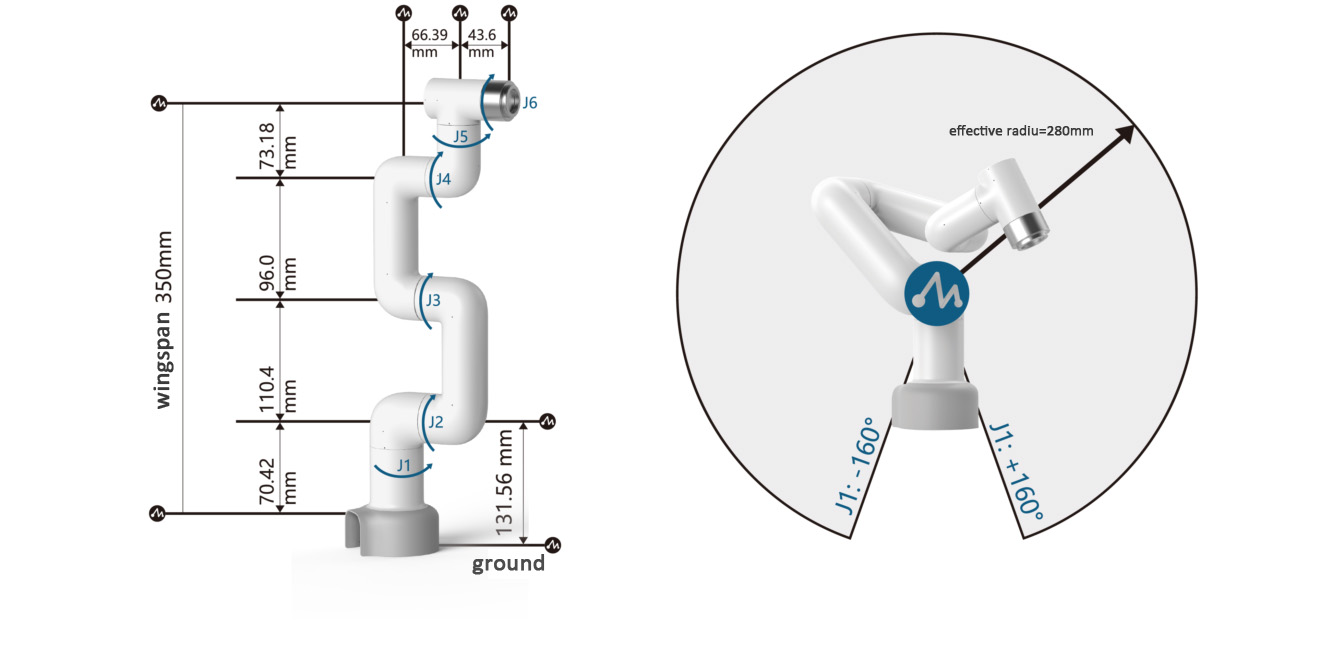 66.39
mm
43.6
mm
J6
J5
73.18
mm
J4
96.0
mm
wingspan 350mm
J3
110.4
mm
J2
J1
70.42
mm
131.56 mm
ground
effective radiu=280mm
J1: -160°
J1: +160°